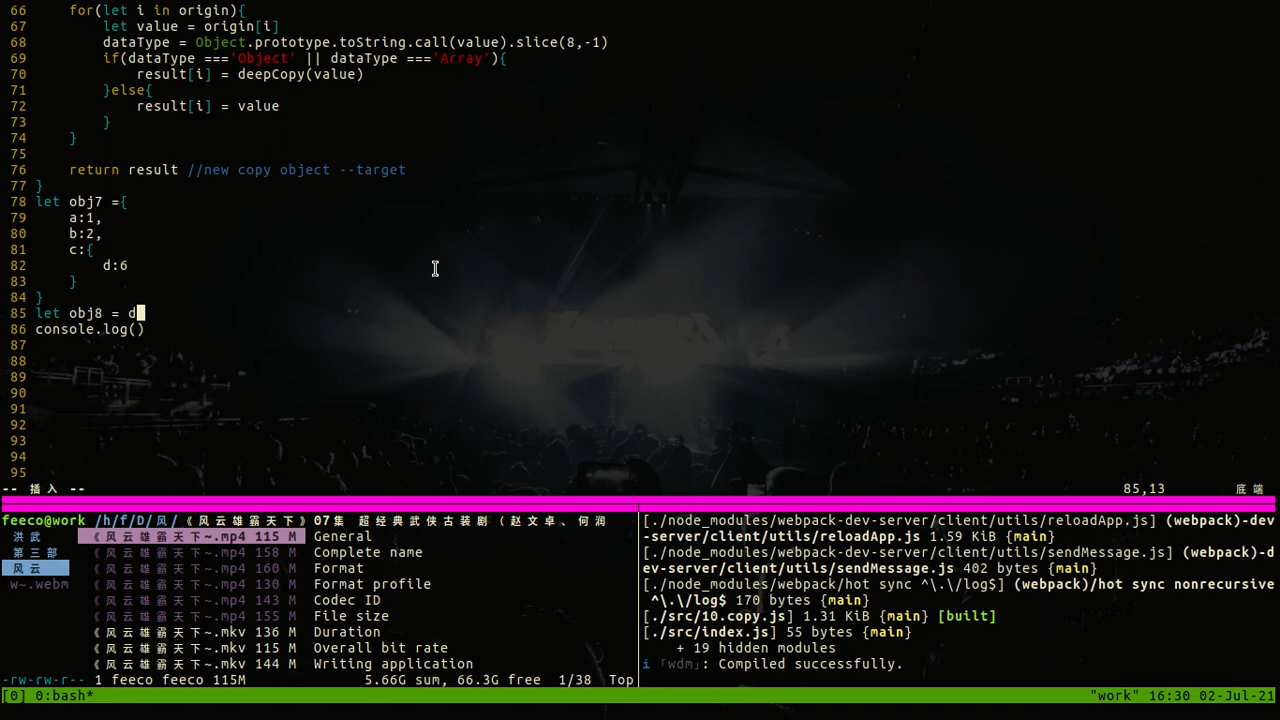 66     for(let i in origin){
67         let value = origin[i]
68         dataType = Object.prototype.toString.call(value).slice(8,-1)
69         if(dataType ==='Object' || dataType ==='Array'){
70             result[i] = deepCopy(value)
71         }else{
72             result[i] = value
73         }
74     }
75
76     return result //new copy object --target
77 }
78 let obj7 ={
79     a:1,
80     b:2,
81     c:{
82         d:6
83     }
84 }
85 let obj8 = d
86 console.log()
87
88
89
90
91
92
93
94
95
-- 插入 -- 85,13 底端
feeco@work /h/f/D/风/《风云雄霸天下》07集 超经典武侠古装剧（赵文卓、何润
洪武 《风云雄霸天下~.mp4 115 M General
第三部 《风云雄霸天下~.mp4 158 M Complete name
风云 《风云雄霸天下~.mp4 160 M Format
w~.webm 《风云雄霸天下~.mp4 130 M Format profile
《风云雄霸天下~.mp4 143 M Codec ID
《风云雄霸天下~.mp4 155 M File size
《风云雄霸天下~.mkv 136 M Duration
《风云雄霸天下~.mkv 115 M Overall bit rate
《风云雄霸天下~.mkv 144 M Writing application
-rw-rw-r-- 1 feeco feeco 115M 5.66G sum, 66.3G free 1/38 Top
[./node_modules/webpack-dev-server/client/utils/reloadApp.js] (webpack)-dev
-server/client/utils/reloadApp.js 1.59 KiB {main}
[./node_modules/webpack-dev-server/client/utils/sendMessage.js] (webpack)-d
ev-server/client/utils/sendMessage.js 402 bytes {main}
[./node_modules/webpack/hot sync ^\.\/log$] (webpack)/hot sync nonrecursive
^\.\/log$ 170 bytes {main}
[./src/10.copy.js] 1.31 KiB {main} [built]
[./src/index.js] 55 bytes {main}
+ 19 hidden modules
i ｢wdm｣: Compiled successfully.
[0] 0:bash* "work" 16:30 02-Jul-21